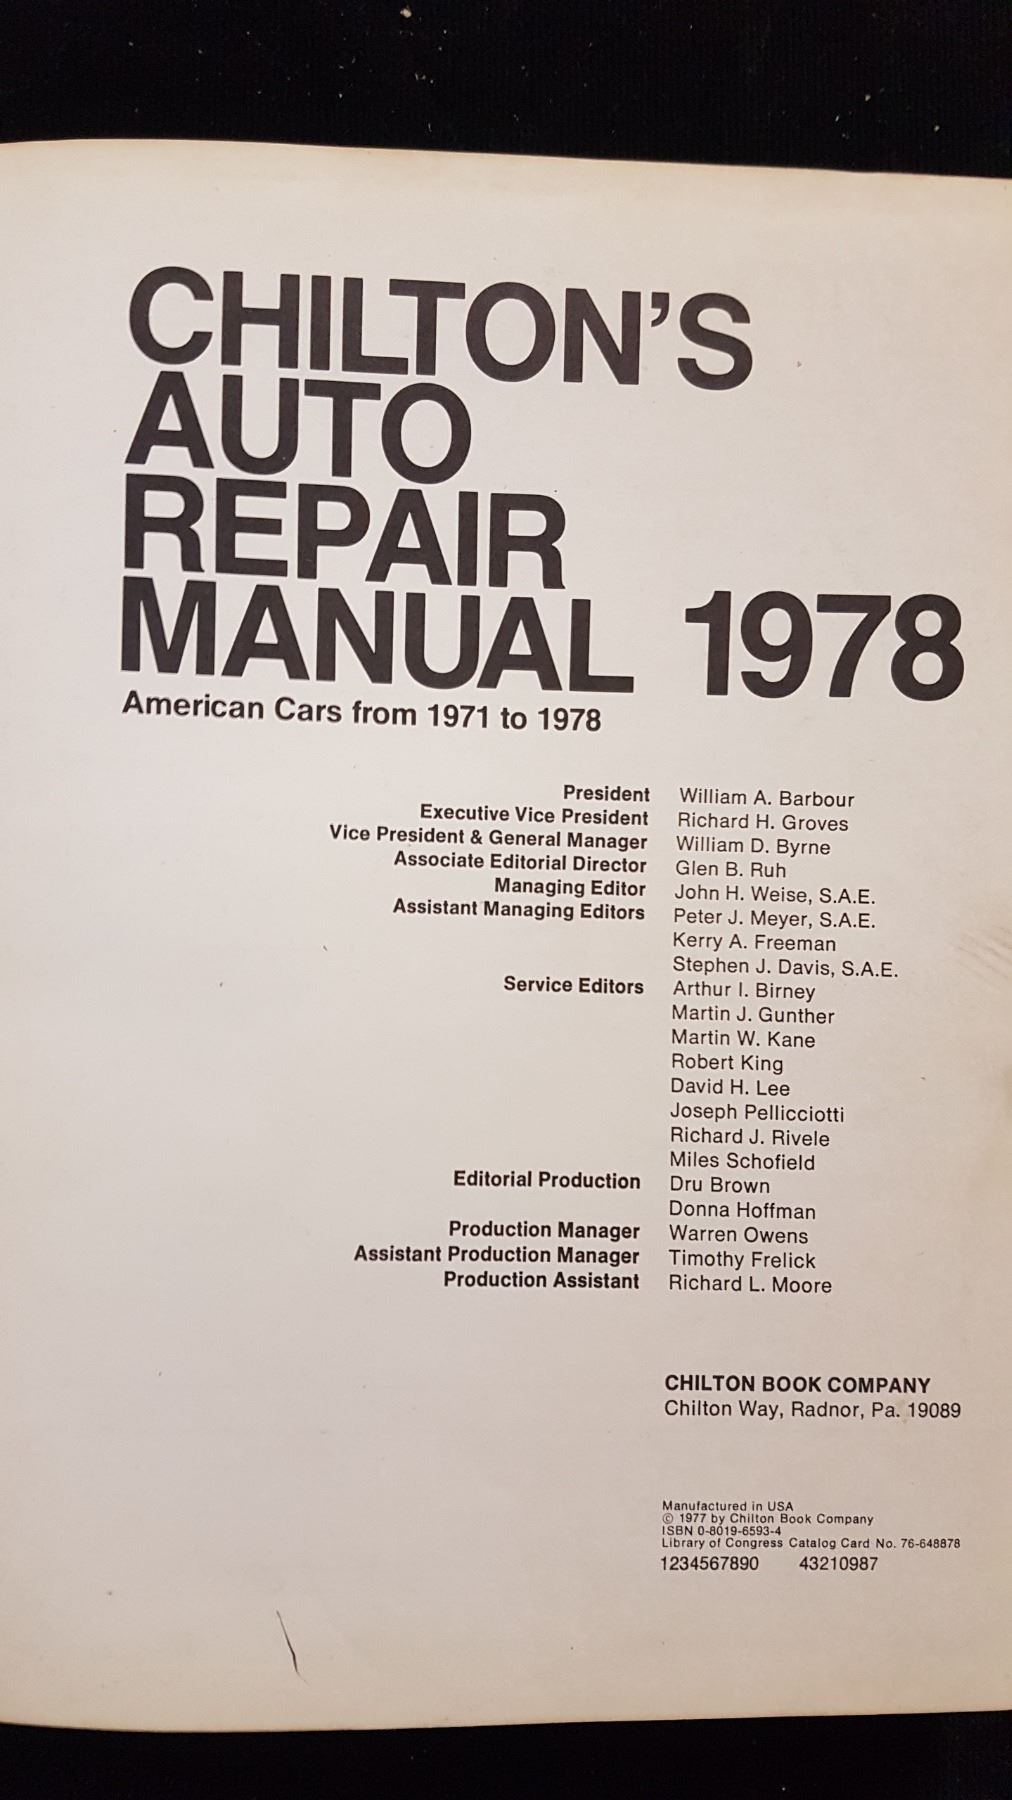 CHILTON'S
AUTO
REPAIR
MANUAL 1978
American Cars from 1971 to 1978
President William A. Barbour
Executive Vice President Richard H. Groves
Vice President & General Manager William D. Byrne
Associate Editorial Director Glen B. Ruh
Managing Editor John H. Weise, S.A.E.
Assistant Managing Editors Peter J. Meyer, S.A.E.
Kerry A. Freeman
Stephen J. Davis, S.A.E.
Service Editors Arthur I. Birney
Martin J. Gunther
Martin W. Kane
Robert King
David H. Lee
Joseph Pellicciotti
Richard J. Rivele
Miles Schofield
Editorial Production Dru Brown
Donna Hoffman
Production Manager Warren Owens
Assistant Production Manager Timothy Frelick
Production Assistant Richard L. Moore
CHILTON BOOK COMPANY
Chilton Way, Radnor, Pa. 19089
Manufactured in USA
© 1977 by Chilton Book Company
ISBN 0-8019-6593-4
Library of Congress Catalog Card No. 76-648878
1234567890 43210987